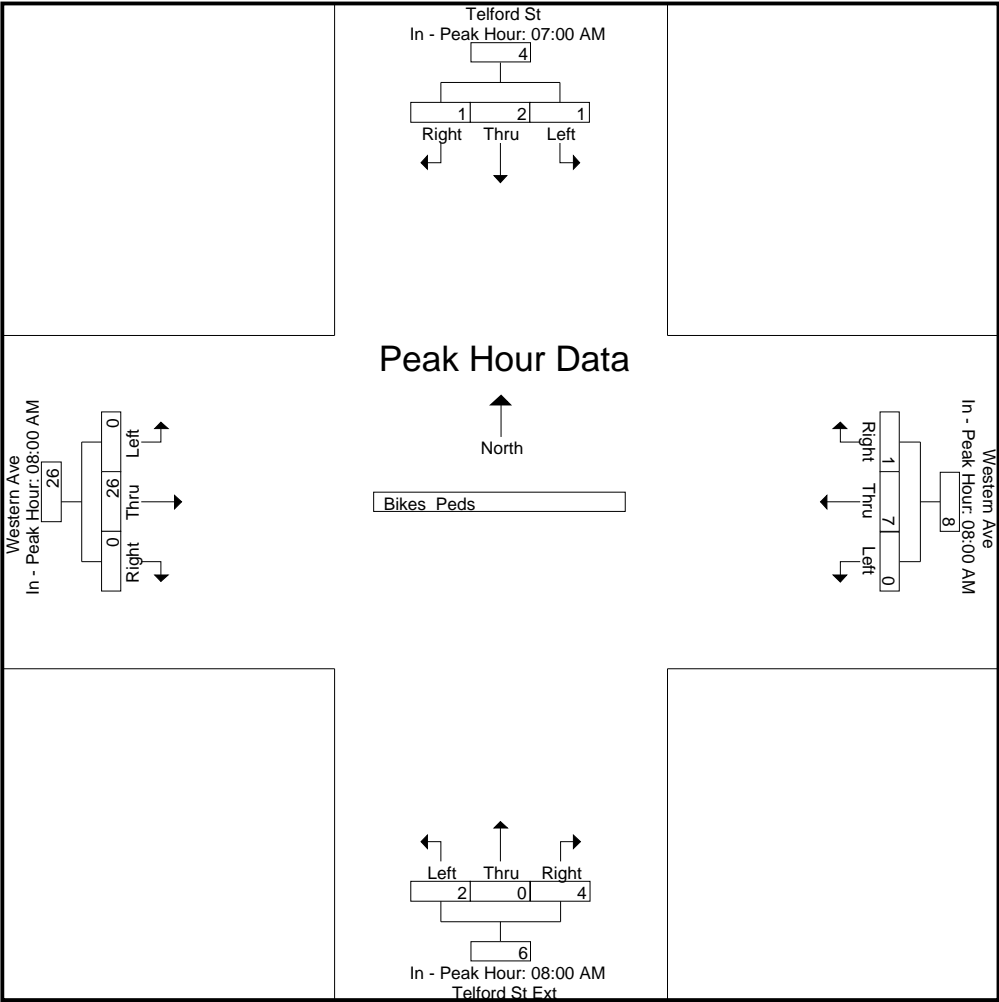 Telford St
In - Peak Hour: 07:00 AM
4
1 2 1
Right Thru Left
Peak Hour Data
North
Bikes Peds
Western Ave
In - Peak Hour: 08:00 AM
26
0 26 0
Left Thru Right
Western Ave
In - Peak Hour: 08:00 AM
8
1 7 0
Right Thru Left
Left Thru Right
2 0 4
6
In - Peak Hour: 08:00 AM
Telford St Ext